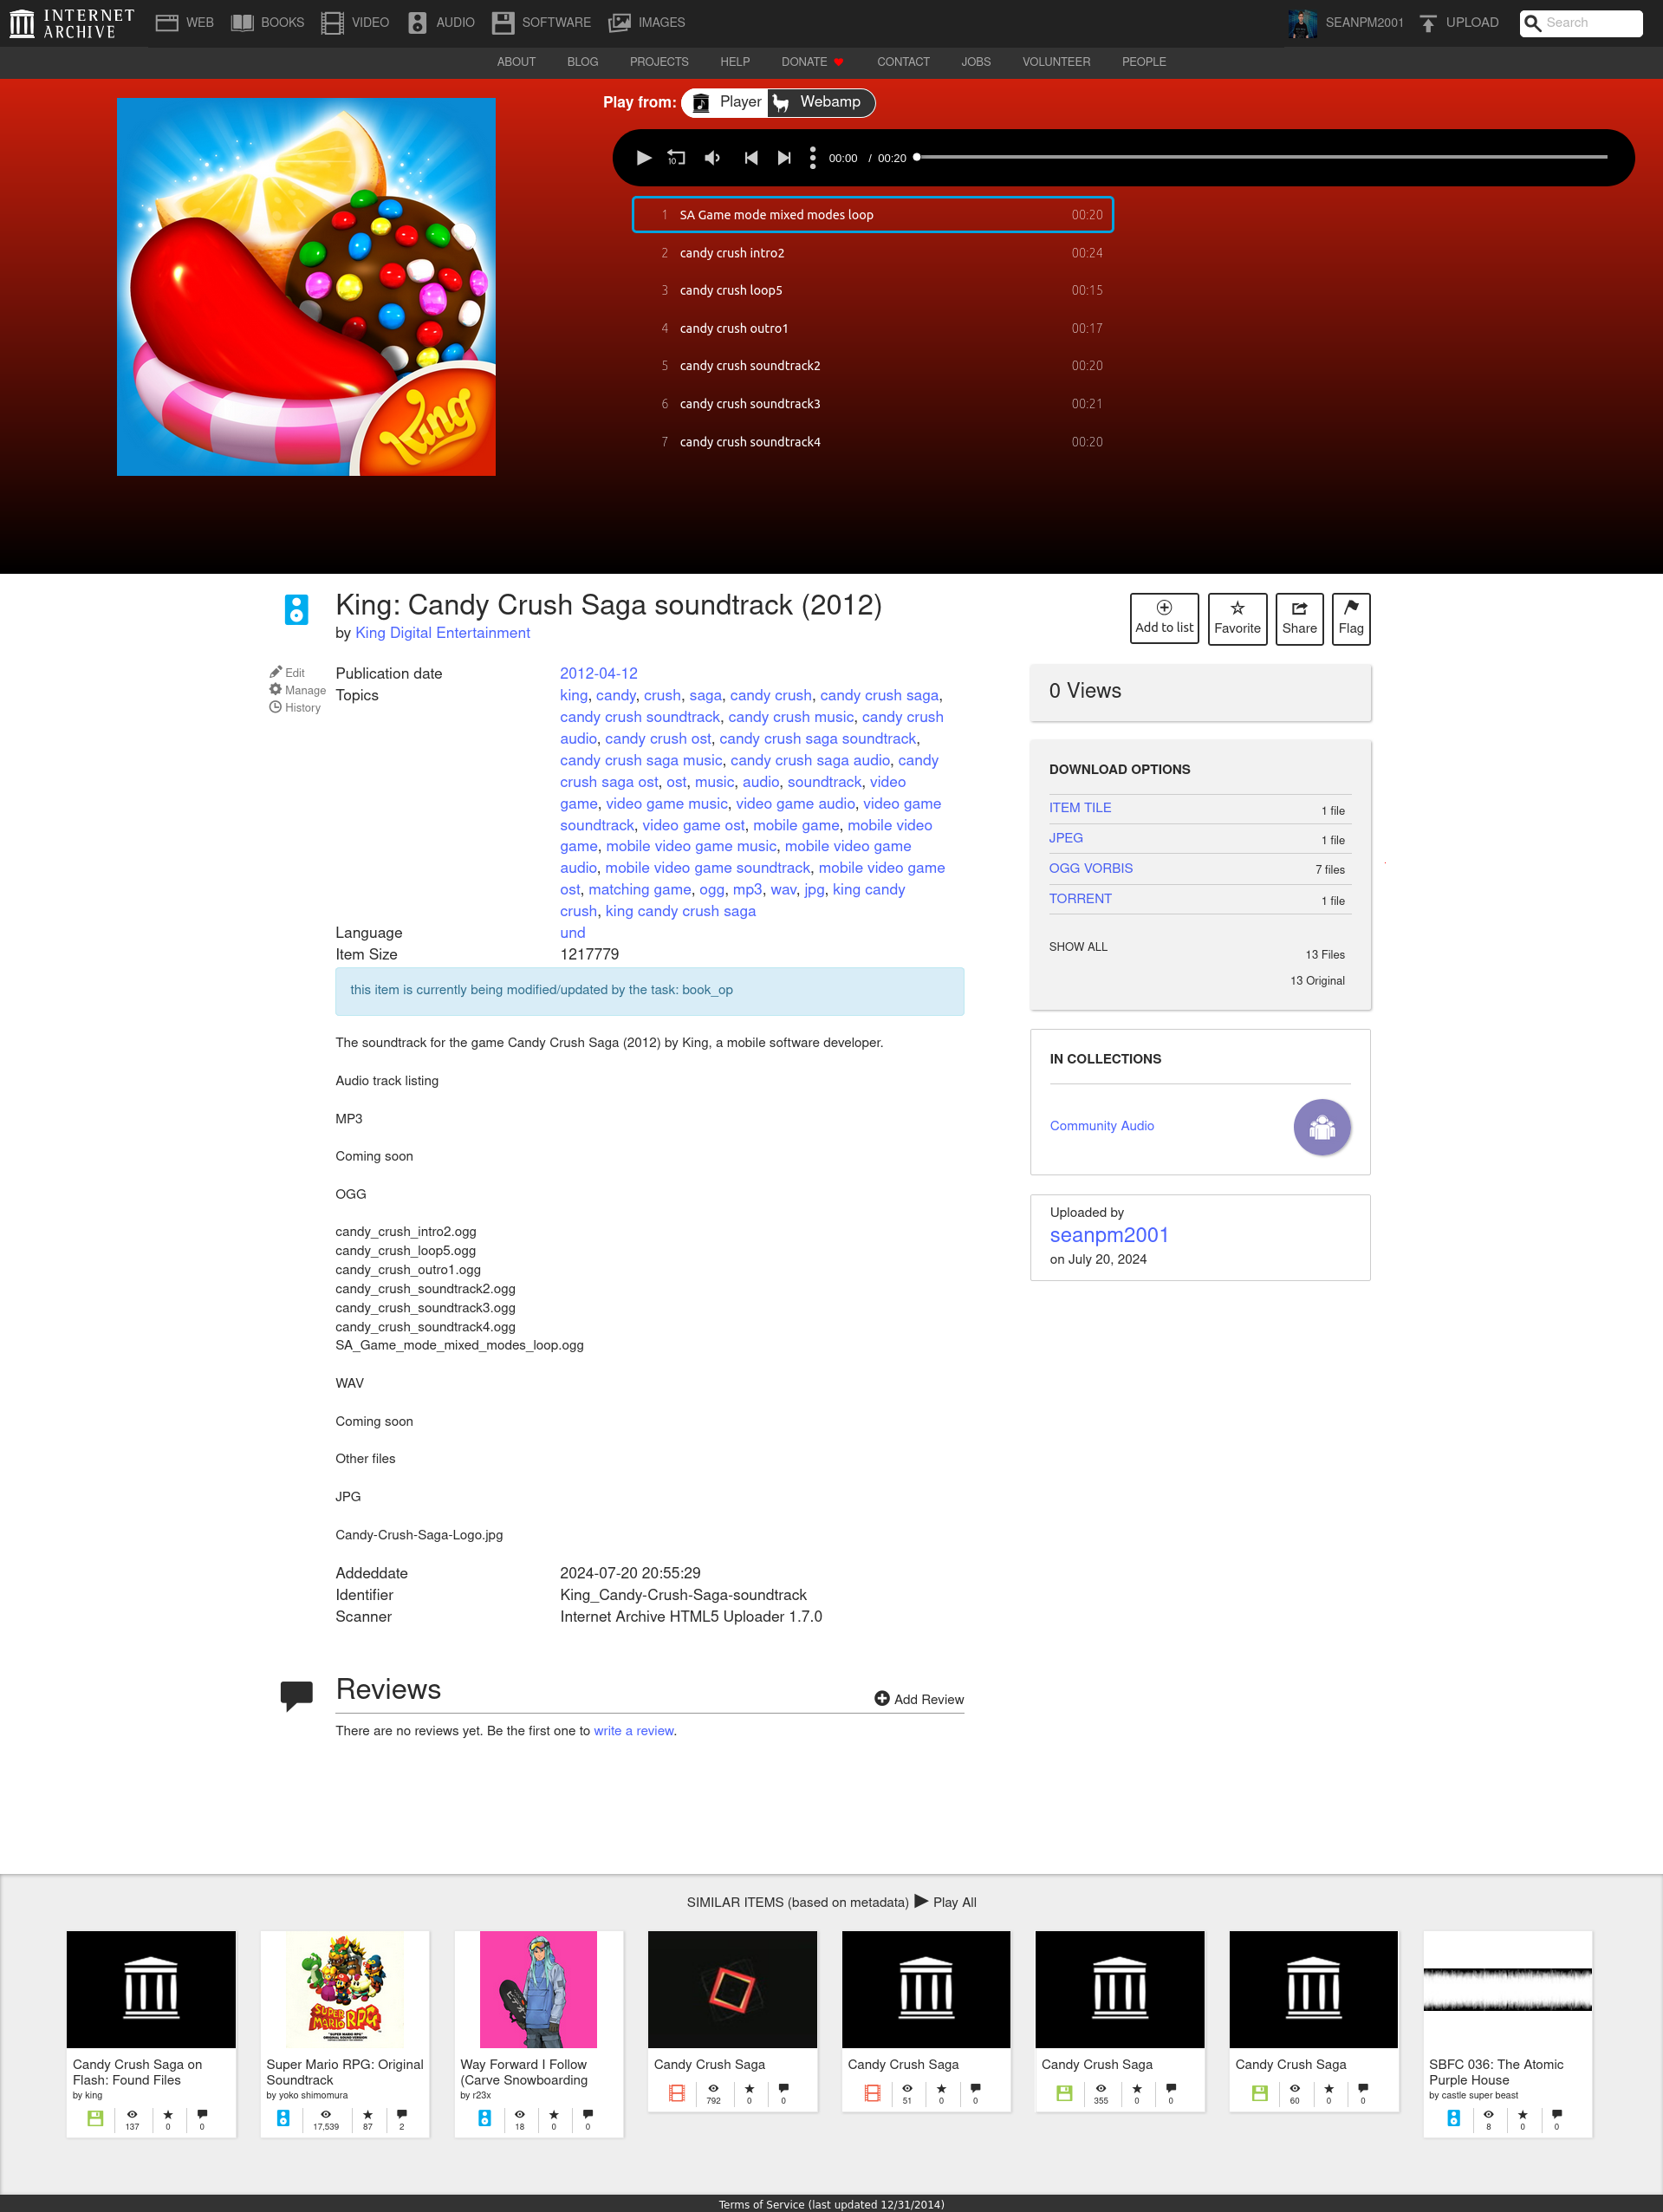 INTERNET ARCHIVE
WEB BOOKS VIDEO AUDIO SOFTWARE IMAGES SEANPM2001 UPLOAD Search
ABOUT BLOG PROJECTS HELP DONATE CONTACT JOBS VOLUNTEER PEOPLE
Play from: Player Webamp
10 00:00 / 00:20
1 SA Game mode mixed modes loop 00:20
2 candy crush intro2 00:24
3 candy crush loop5 00:15
4 candy crush outro1 00:17
5 candy crush soundtrack2 00:20
6 candy crush soundtrack3 00:21
7 candy crush soundtrack4 00:20
King
King: Candy Crush Saga soundtrack (2012)
by King Digital Entertainment
Add to list Favorite Share Flag
Edit
Manage
History
Publication date 2012-04-12
Topics king, candy, crush, saga, candy crush, candy crush saga,
candy crush soundtrack, candy crush music, candy crush
audio, candy crush ost, candy crush saga soundtrack,
candy crush saga music, candy crush saga audio, candy
crush saga ost, ost, music, audio, soundtrack, video
game, video game music, video game audio, video game
soundtrack, video game ost, mobile game, mobile video
game, mobile video game music, mobile video game
audio, mobile video game soundtrack, mobile video game
ost, matching game, ogg, mp3, wav, jpg, king candy
crush, king candy crush saga
Language und
Item Size 1217779
this item is currently being modified/updated by the task: book_op
The soundtrack for the game Candy Crush Saga (2012) by King, a mobile software developer.
Audio track listing
MP3
Coming soon
OGG
candy_crush_intro2.ogg
candy_crush_loop5.ogg
candy_crush_outro1.ogg
candy_crush_soundtrack2.ogg
candy_crush_soundtrack3.ogg
candy_crush_soundtrack4.ogg
SA_Game_mode_mixed_modes_loop.ogg
WAV
Coming soon
Other files
JPG
Candy-Crush-Saga-Logo.jpg
Addeddate 2024-07-20 20:55:29
Identifier King_Candy-Crush-Saga-soundtrack
Scanner Internet Archive HTML5 Uploader 1.7.0
0 Views
DOWNLOAD OPTIONS
ITEM TILE 1 file
JPEG 1 file
OGG VORBIS 7 files
TORRENT 1 file
SHOW ALL 13 Files
13 Original
IN COLLECTIONS
Community Audio
Uploaded by
seanpm2001
on July 20, 2024
Reviews
Add Review
There are no reviews yet. Be the first one to write a review.
SIMILAR ITEMS (based on metadata) Play All
Candy Crush Saga on
Flash: Found Files
by king
137 0 0
SUPER MARIO RPG
Super Mario RPG: Original
Soundtrack
by yoko shimomura
17,539 87 2
Way Forward I Follow
(Carve Snowboarding
by r23x
18 0 0
Candy Crush Saga
792 0 0
Candy Crush Saga
51 0 0
Candy Crush Saga
355 0 0
Candy Crush Saga
60 0 0
SBFC 036: The Atomic
Purple House
by castle super beast
8 0 0
Terms of Service (last updated 12/31/2014)